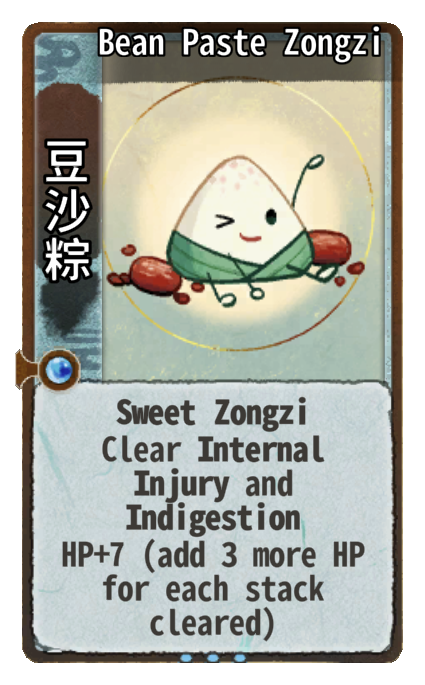 Bean Paste Zongzi
豆沙粽
Sweet Zongzi
Clear Internal
Injury and
Indigestion
HP+7 (add 3 more HP
for each stack
cleared)